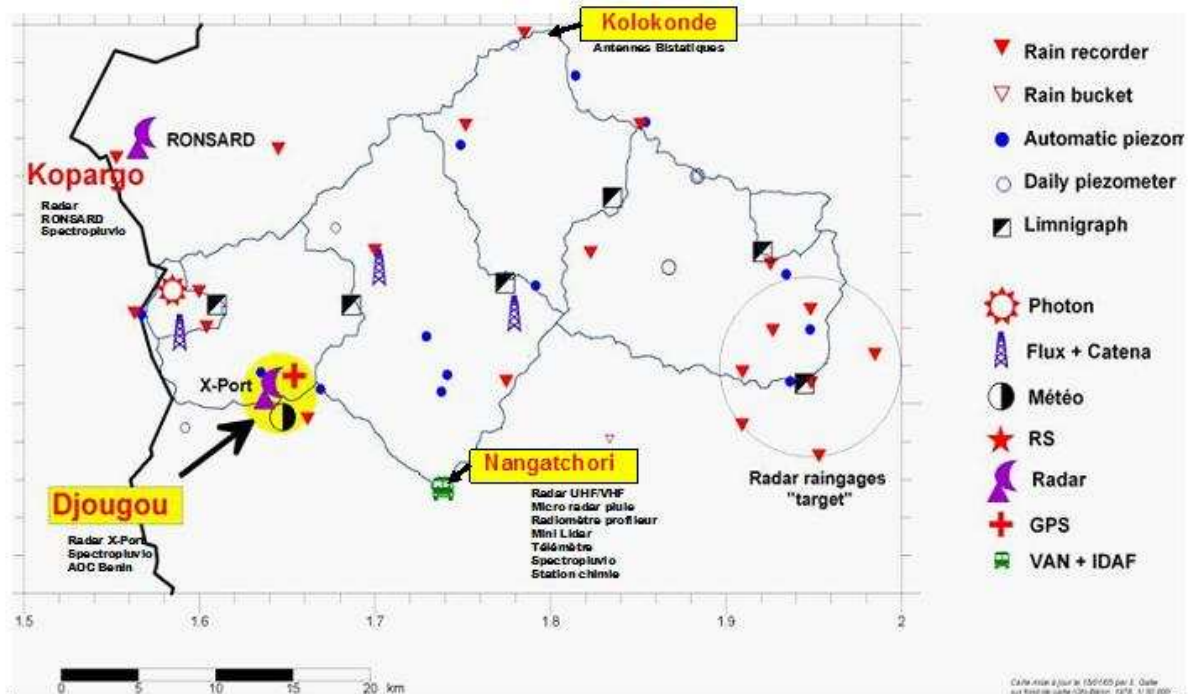 Kolokonde
Antennes Bistatiques
RONSARD
Kopargo
Radar
RONSARD
Spectropluvio
X-Port
Djougou
Radar X-Port
Spectropluvio
AOC Benin
Nangatchori
Radar UHF/VHF
Micro radar pluie
Radiomètre profileur
Mini Lidar
Télémètre
Spectropluvio
Station chimie
Radar raingages
"target"
Rain recorder
Rain bucket
Automatic piezom
Daily piezometer
Limnigraph
Photon
Flux + Catena
Météo
RS
Radar
GPS
VAN + IDAF
1.5 1.6 1.7 1.8 1.9 2
0 5 10 15 20 km